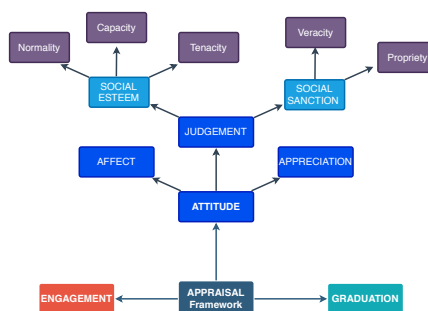 Capacity
Veracity
Normality
Tenacity
Propriety
SOCIAL
ESTEEM
SOCIAL
SANCTION
JUDGEMENT
AFFECT
APPRECIATION
ATTITUDE
ENGAGEMENT
APPRAISAL
Framework
GRADUATION